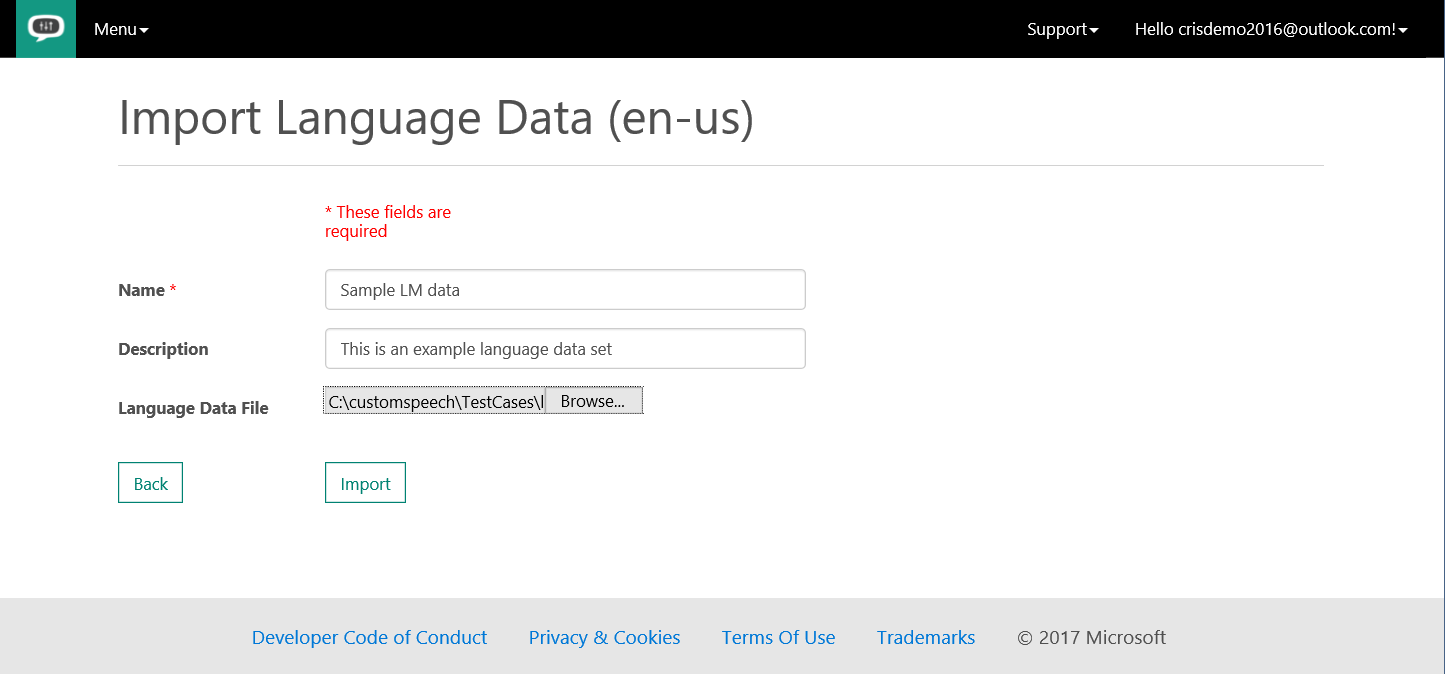 Menu Support Hello crisdemo2016@outlook.com!
Import Language Data (en-us)
* These fields are
required
Name * Sample LM data
Description This is an example language data set
Language Data File C:\customspeech\TestCases\l Browse...
Back Import
Developer Code of Conduct Privacy & Cookies Terms Of Use Trademarks © 2017 Microsoft